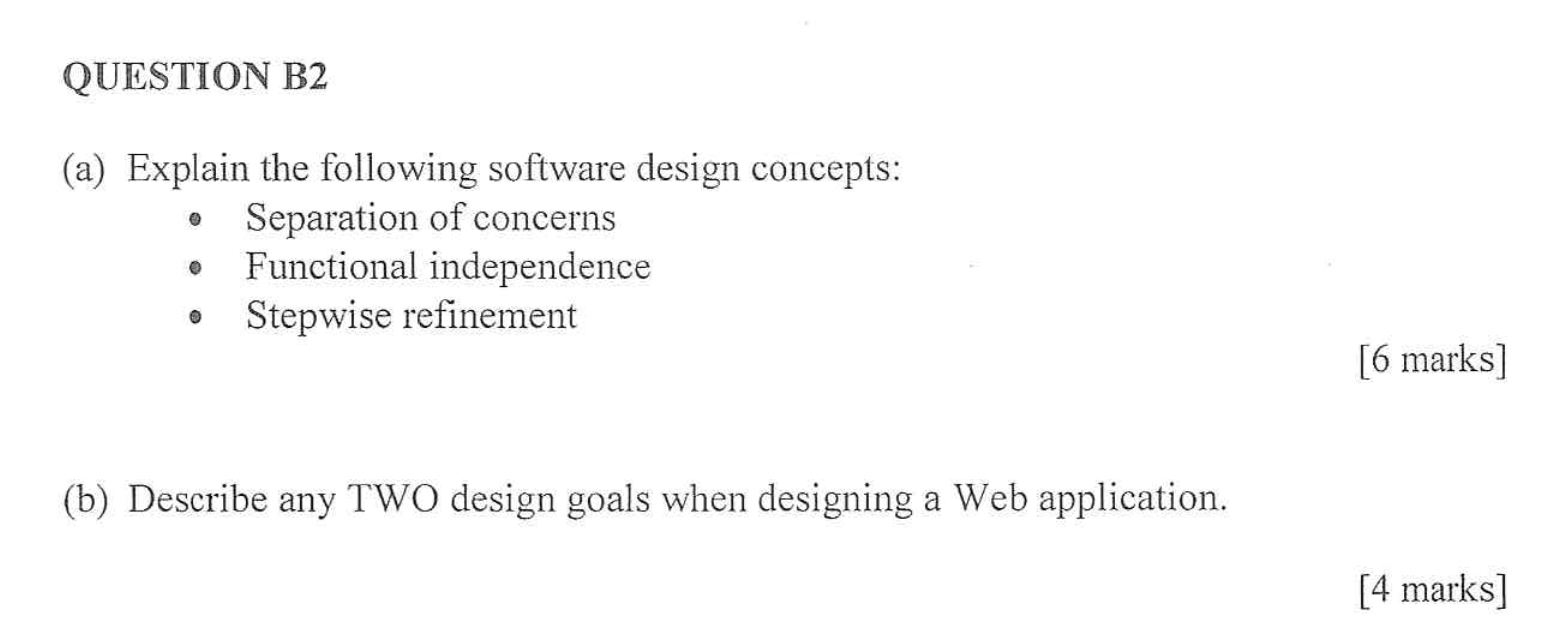 QUESTION B2
(a) Explain the following software design concepts:
• Separation of concerns
• Functional independence
• Stepwise refinement
[6 marks]
(b) Describe any TWO design goals when designing a Web application.
[4 marks]